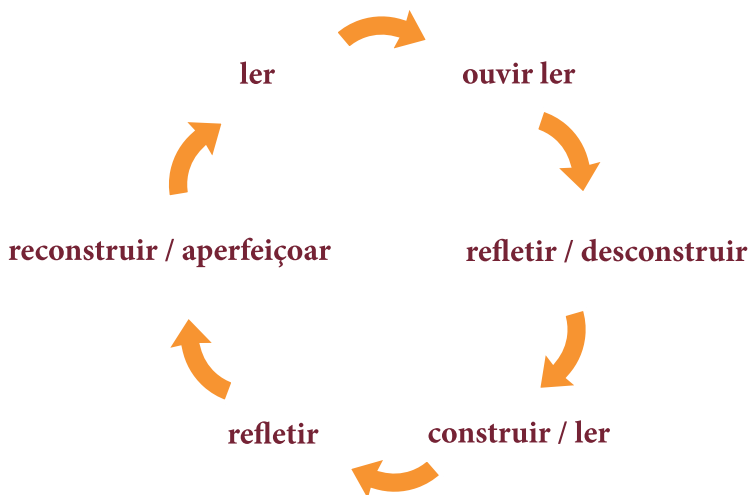 ler
ouvir ler
reconstruir / aperfeiçoar
refletir / desconstruir
refletir
construir / ler